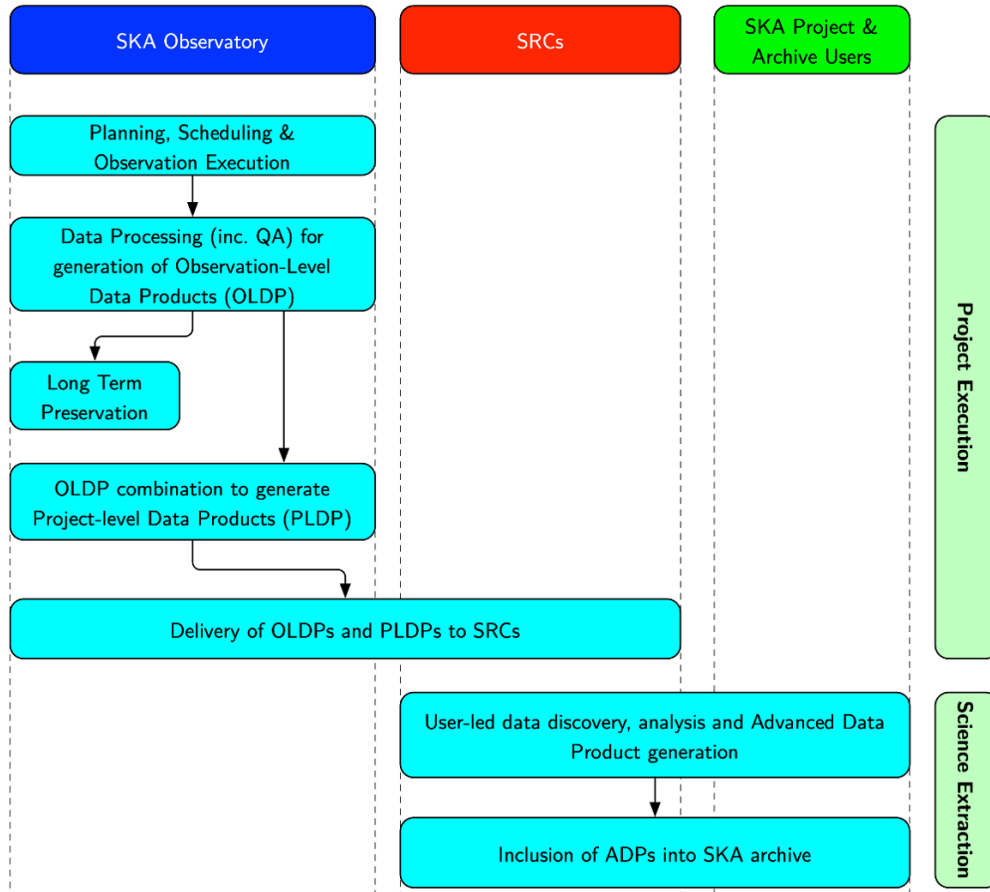 SKA Observatory
SRCs
SKA Project &
Archive Users
Planning, Scheduling &
Observation Execution
Data Processing (inc. QA) for
generation of Observation-Level
Data Products (OLDP)
Long Term
Preservation
OLDP combination to generate
Project-level Data Products (PLDP)
Delivery of OLDPs and PLDPs to SRCs
Project Execution
User-led data discovery, analysis and Advanced Data
Product generation
Inclusion of ADPs into SKA archive
Science Extraction